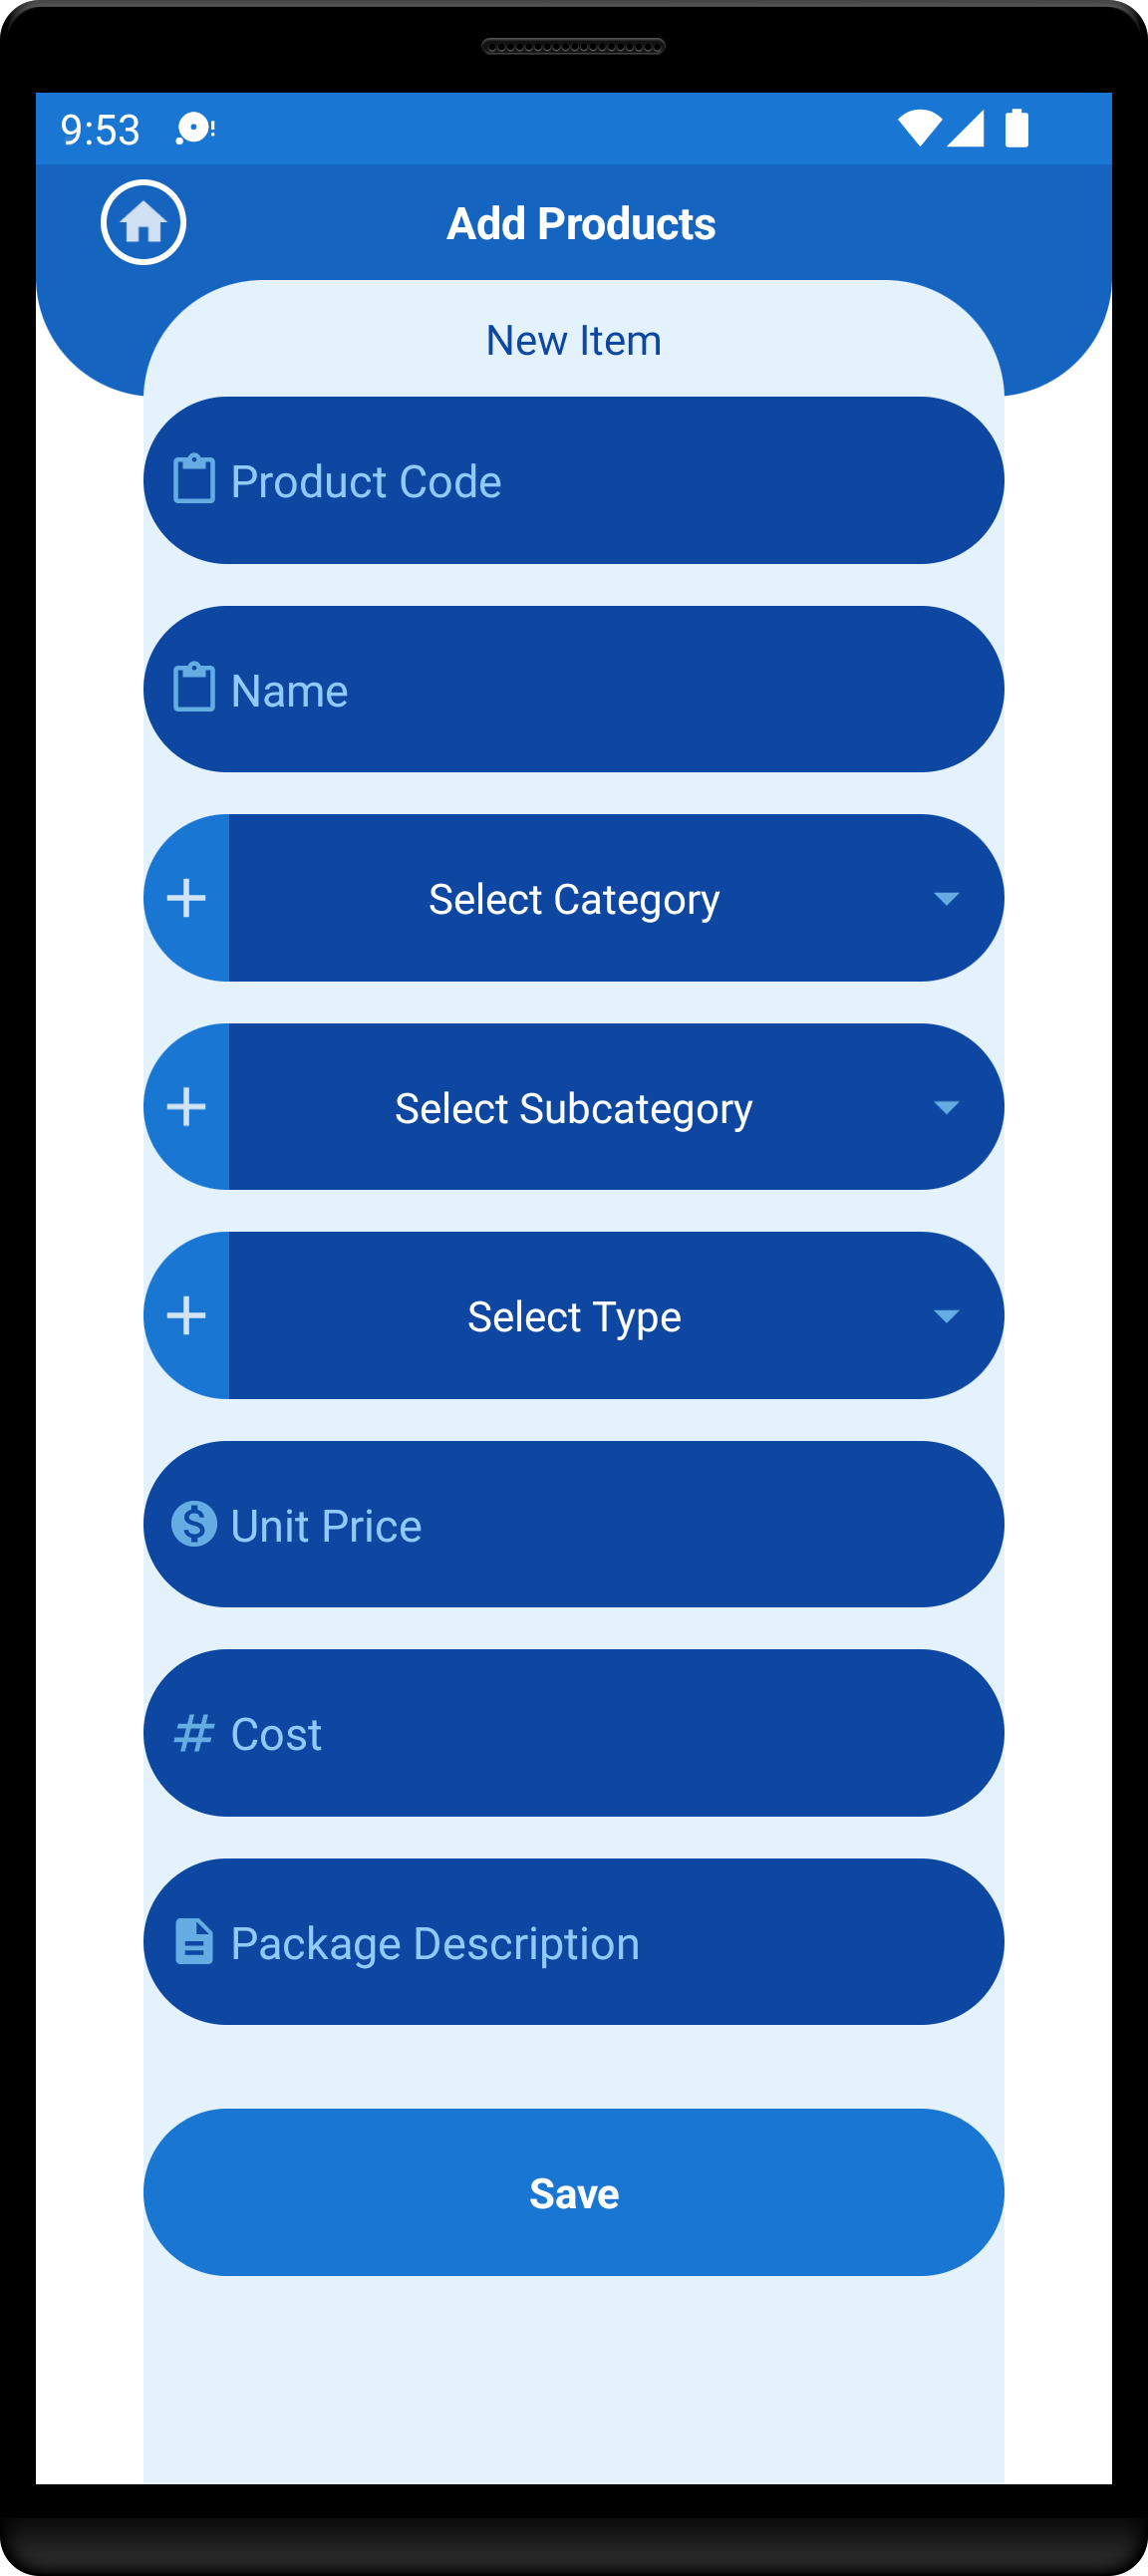 9:53
Add Products
New Item
Product Code
Name
Select Category
Select Subcategory
Select Type
Unit Price
# Cost
Package Description
Save